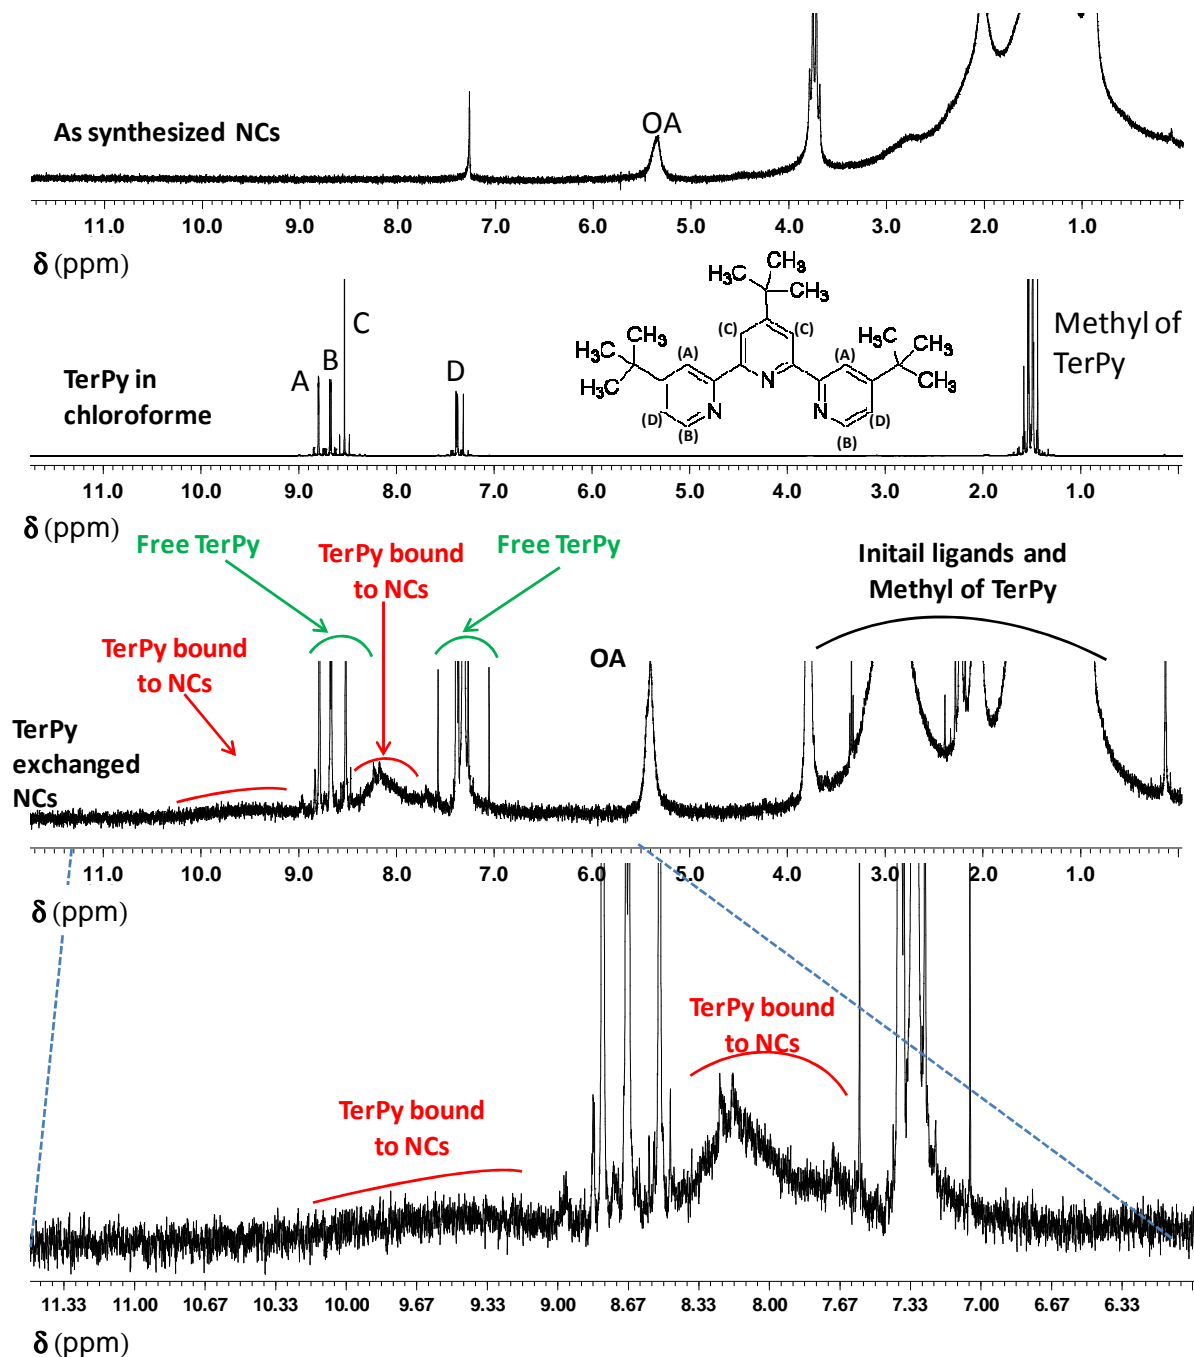 As synthesized NCs
OA
11.0 10.0 9.0 8.0 7.0 6.0 5.0 4.0 3.0 2.0 1.0
δ (ppm)
A
B
C
D
TerPy in
chloroforme
CH₃
H₃C
CH₃
(C)
(C)
CH₃
H₃C
CH₃
(A)
(A)
H₃C
CH₃
CH₃
N
N
N
(D)
(B)
(D)
(B)
Methyl of
TerPy
11.0 10.0 9.0 8.0 7.0 6.0 5.0 4.0 3.0 2.0 1.0
δ (ppm)
Free TerPy
TerPy bound
to NCs
Free TerPy
Initail ligands and
Methyl of TerPy
TerPy bound
to NCs
OA
TerPy
exchanged
NCs
11.0 10.0 9.0 8.0 7.0 6.0 5.0 4.0 3.0 2.0 1.0
δ (ppm)
TerPy bound
to NCs
TerPy bound
to NCs
11.33 11.00 10.67 10.33 10.00 9.67 9.33 9.00 8.67 8.33 8.00 7.67 7.33 7.00 6.67 6.33
δ (ppm)